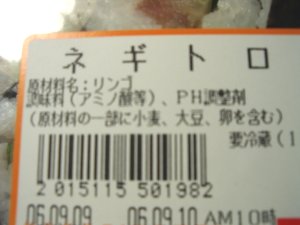 ネギトロ
原材料名：リンゴ
調味料（アミノ酸等）、ＰＨ調整剤
（原材料の一部に小麦、大豆、卵を含む）
要冷蔵（1
2 015115 501982
06.09.09 06.09.10 AM10時